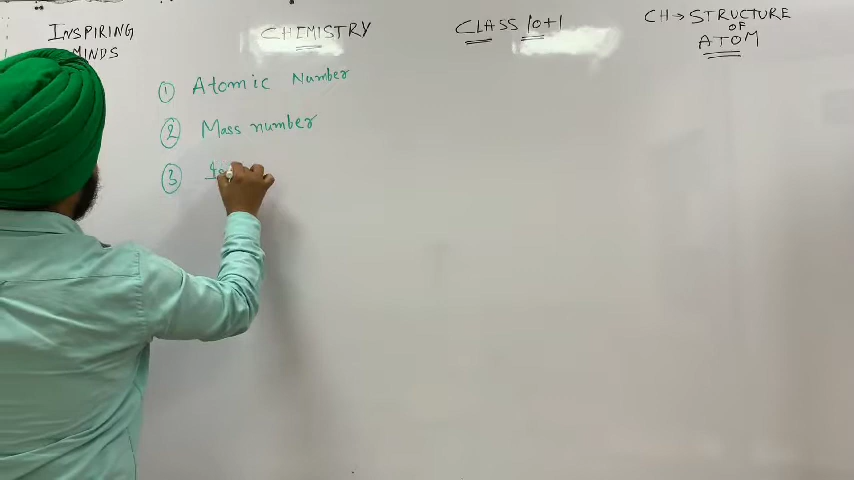 INSPIRING
MINDS
CHEMISTRY
CLASS 10+1
CH → STRUCTURE
OF
ATOM
① Atomic Number
② Mass number
③